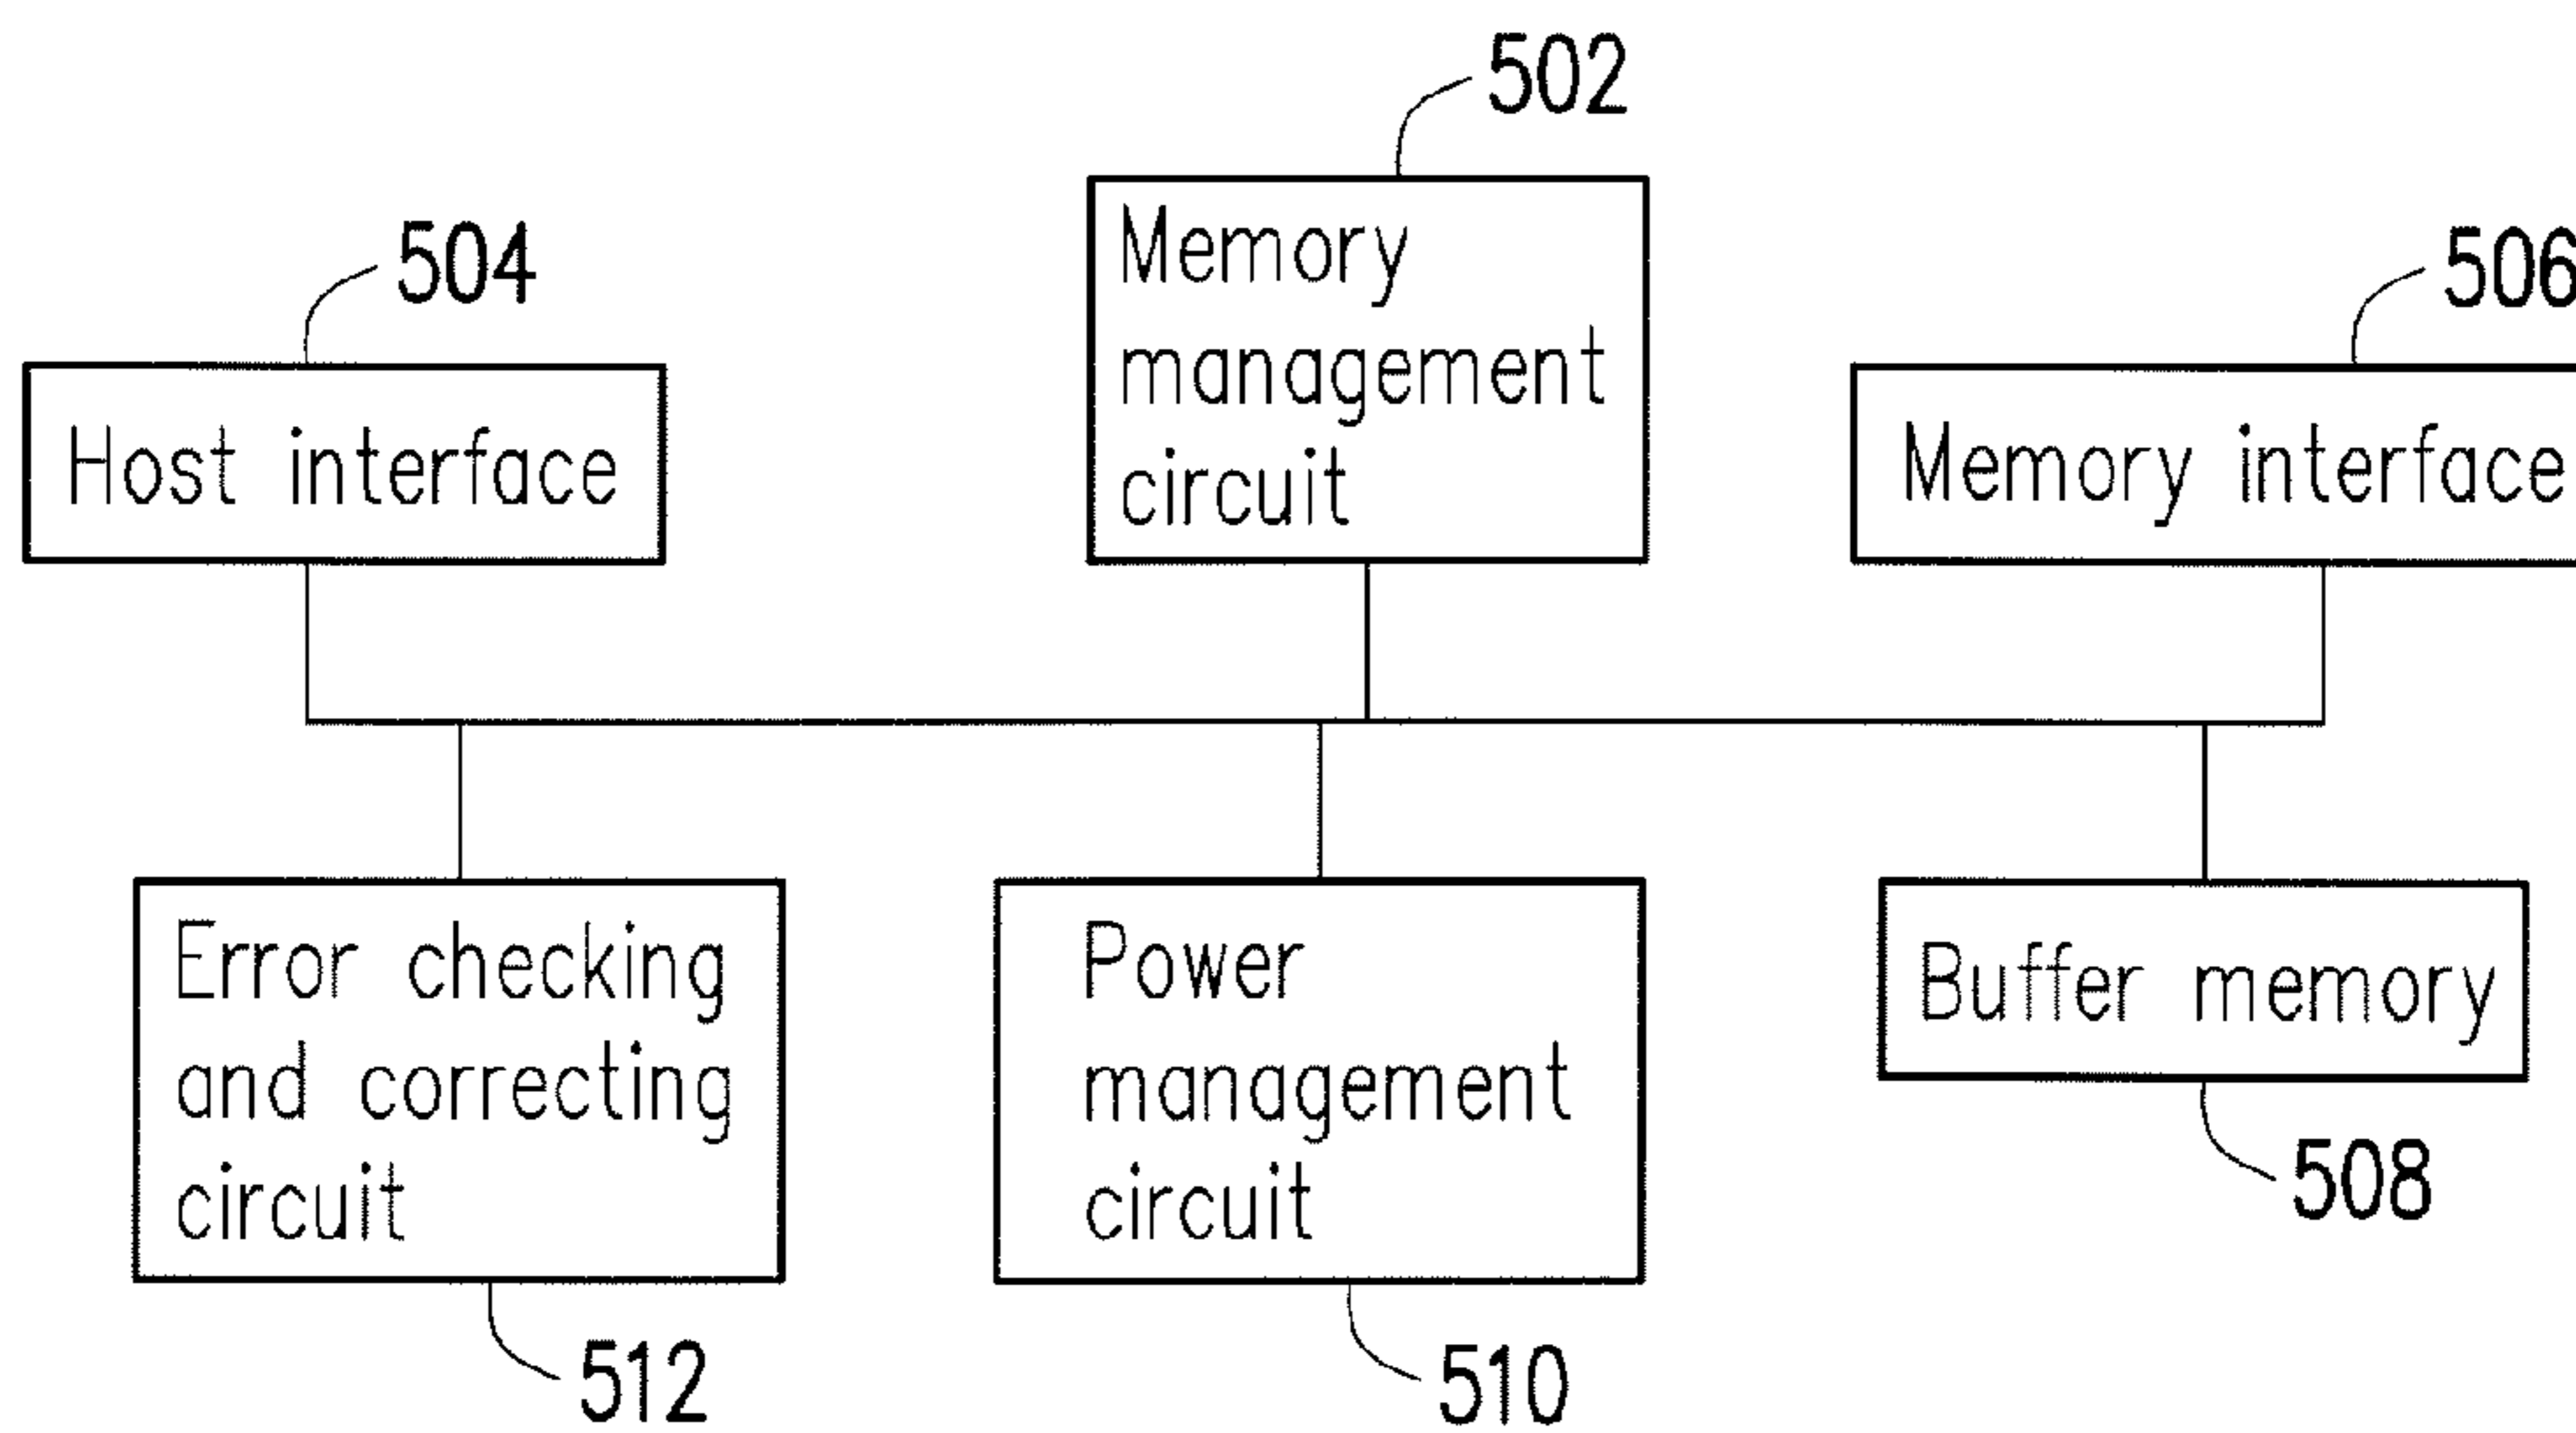 502
504
506
Memory
management
circuit
Host interface
Memory interface
Error checking
and correcting
circuit
Power
management
circuit
Buffer memory
508
512
510